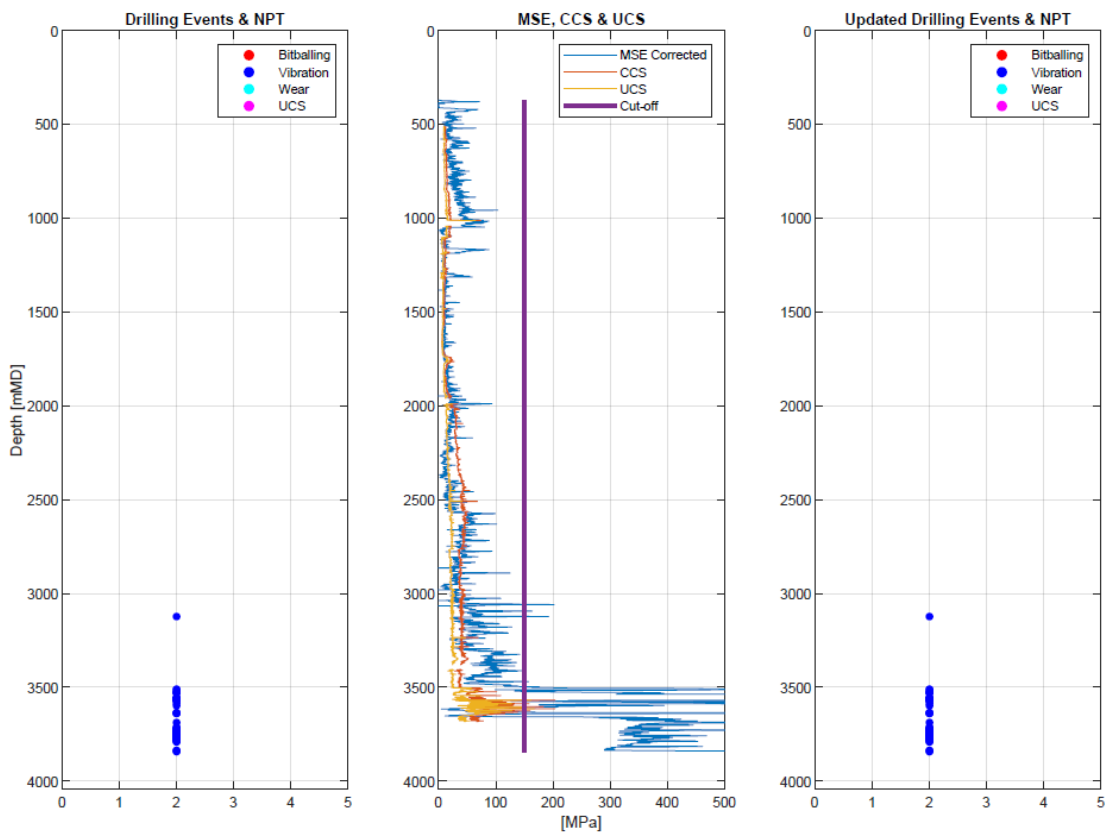 Drilling Events & NPT
MSE, CCS & UCS
Updated Drilling Events & NPT
Bitballing
Vibration
Wear
UCS
MSE Corrected
CCS
UCS
Cut-off
Bitballing
Vibration
Wear
UCS
Depth [mMD]
0
500
1000
1500
2000
2500
3000
3500
4000
0 1 2 3 4 5
0
500
1000
1500
2000
2500
3000
3500
4000
0 100 200 300 400 500
[MPa]
0
500
1000
1500
2000
2500
3000
3500
4000
0 1 2 3 4 5